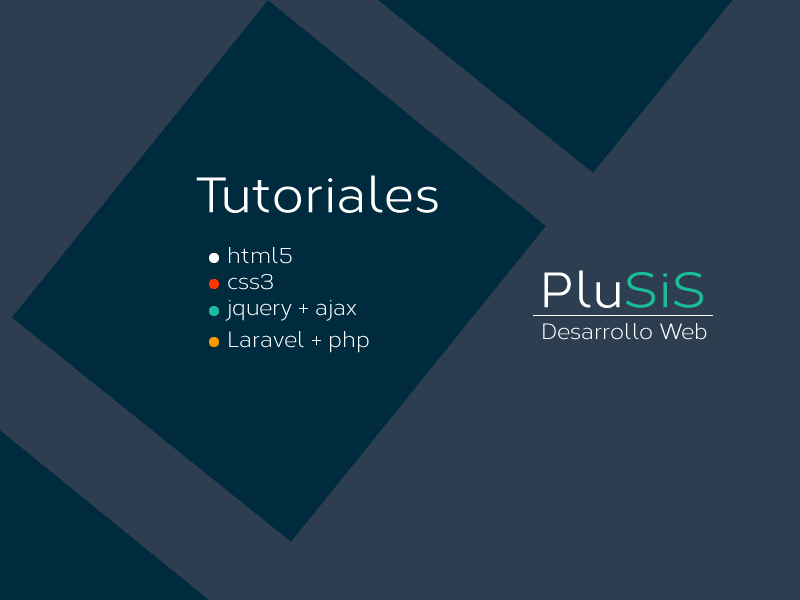 Tutoriales
html5
css3
jquery + ajax
Laravel + php
PluSiS
Desarrollo Web